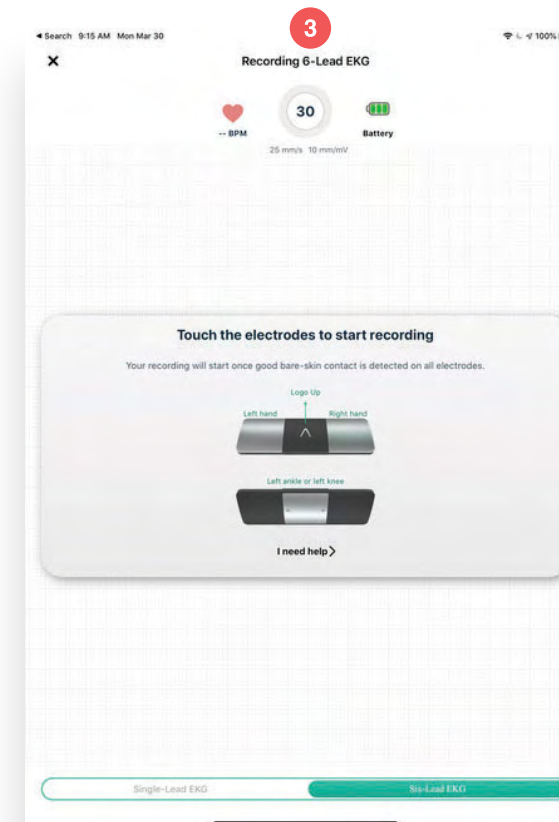 3
◀ Search 9:15 AM Mon Mar 30
100%
Recording 6-Lead EKG
30
-- BPM
Battery
25 mm/s 10 mm/mV
Touch the electrodes to start recording
Your recording will start once good bare-skin contact is detected on all electrodes.
Logo Up
Left hand
Right hand
Left ankle or left knee
I need help >
Single-Lead EKG
Six-Lead EKG